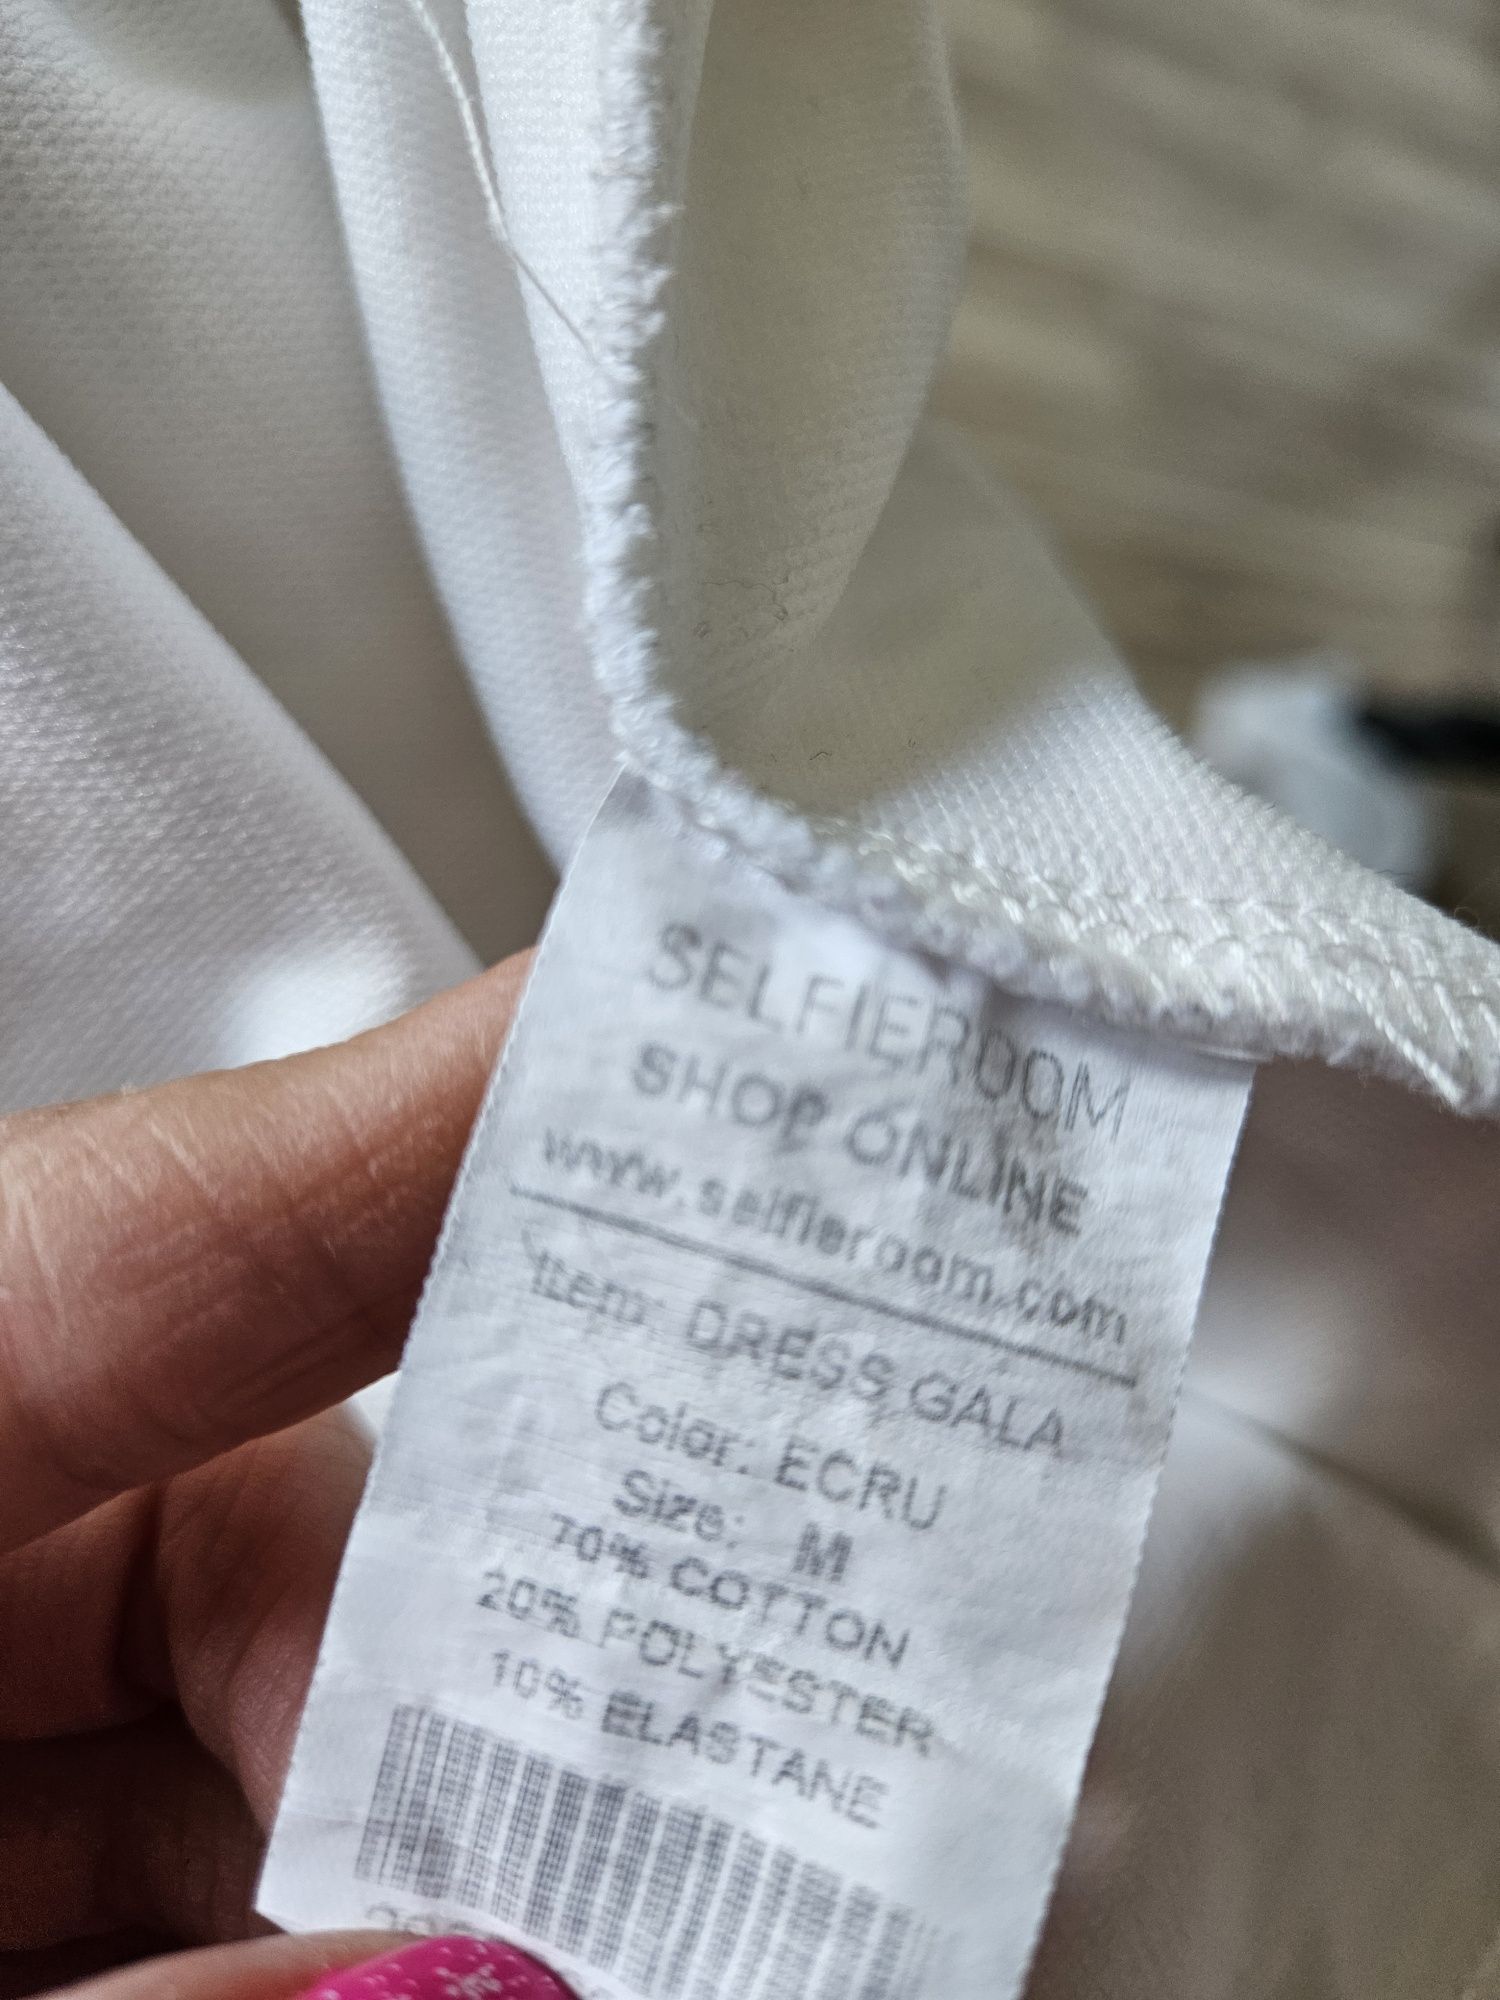 SELFIEROOM
SHOP ONLINE
www.selfieroom.com
Item: DRESS GALA
Color: ECRU
Size: M
70% COTTON
20% POLYESTER
10% ELASTANE